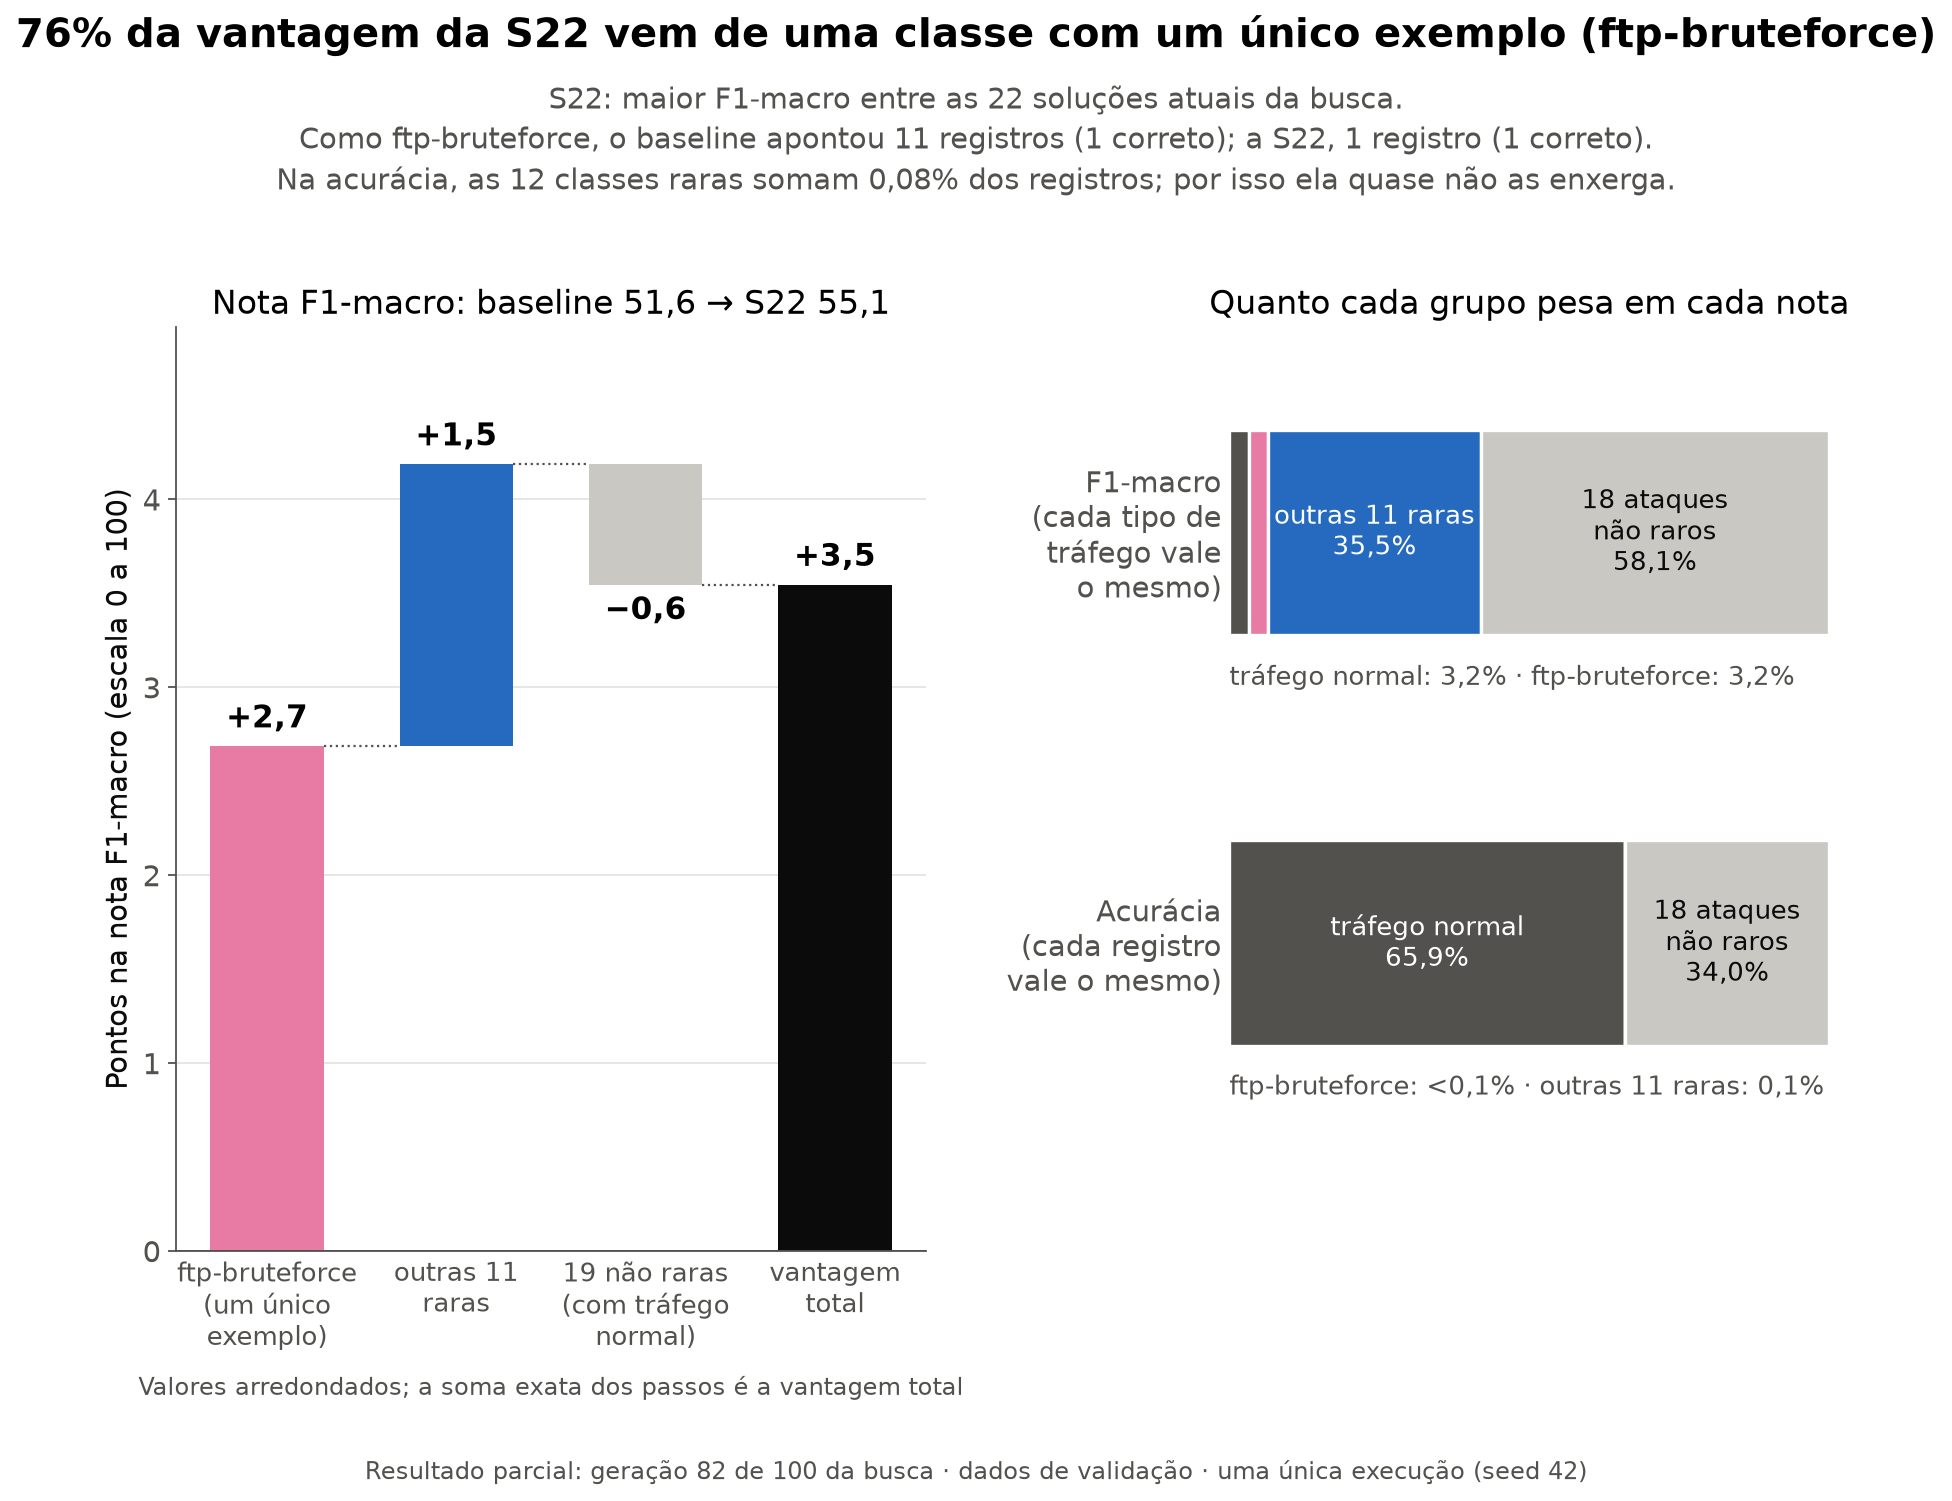 76% da vantagem da S22 vem de uma classe com um único exemplo (ftp-bruteforce)
S22: maior F1-macro entre as 22 soluções atuais da busca.
Como ftp-bruteforce, o baseline apontou 11 registros (1 correto); a S22, 1 registro (1 correto).
Na acurácia, as 12 classes raras somam 0,08% dos registros; por isso ela quase não as enxerga.
Nota F1-macro: baseline 51,6 → S22 55,1
Pontos na nota F1-macro (escala 0 a 100)
4
3
2
1
0
+2,7
+1,5
−0,6
+3,5
ftp-bruteforce
(um único
exemplo)
outras 11
raras
19 não raras
(com tráfego
normal)
vantagem
total
Valores arredondados; a soma exata dos passos é a vantagem total
Quanto cada grupo pesa em cada nota
F1-macro
(cada tipo de
tráfego vale
o mesmo)
outras 11 raras
35,5%
18 ataques
não raros
58,1%
tráfego normal: 3,2% · ftp-bruteforce: 3,2%
Acurácia
(cada registro
vale o mesmo)
tráfego normal
65,9%
18 ataques
não raros
34,0%
ftp-bruteforce: <0,1% · outras 11 raras: 0,1%
Resultado parcial: geração 82 de 100 da busca · dados de validação · uma única execução (seed 42)